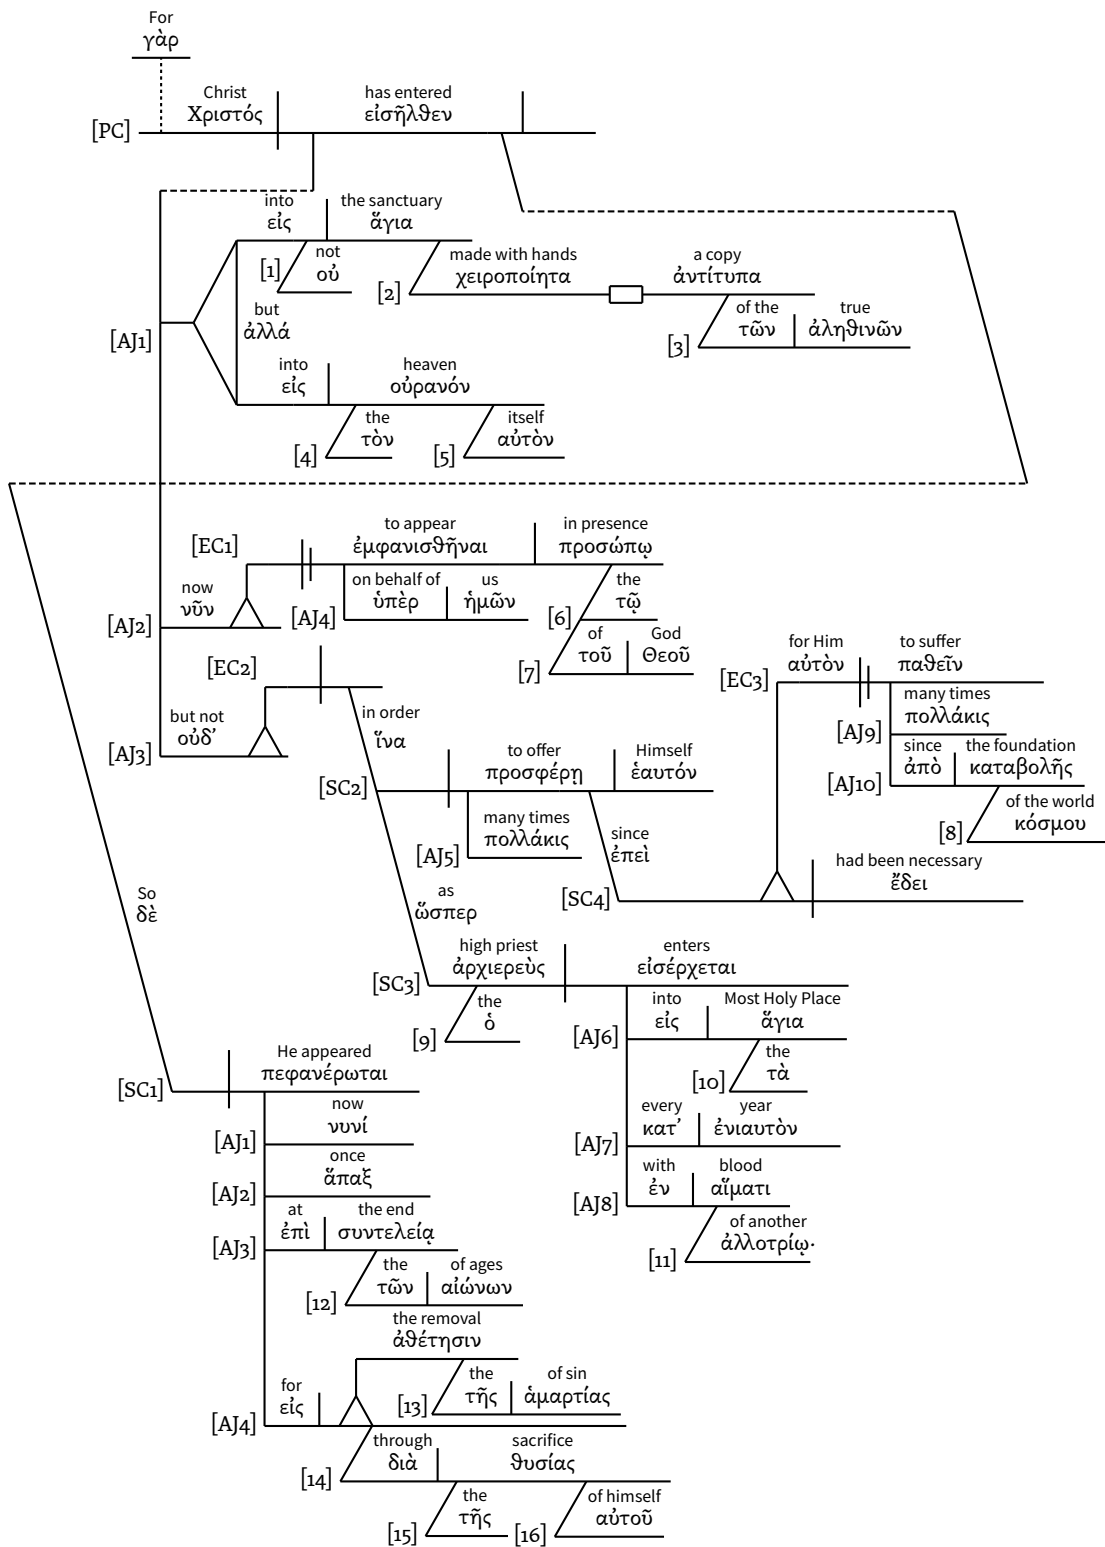 For
γὰρ
Christ has entered
[PC] Χριστός εἰσῆλθεν
into the sanctuary
εἰς ἅγια
not made with hands a copy
[1] οὐ [2] χειροποίητα ἀντίτυπα
but of the true
[AJ1] ἀλλά [3] τῶν ἀληθινῶν
into heaven
εἰς οὐρανόν
the itself
[4] τὸν [5] αὐτὸν
to appear in presence
[EC1] ἐμφανισθῆναι προσώπῳ
now on behalf of us the
[AJ2] νῦν [AJ4] ὑπὲρ ἡμῶν [6] τῷ
of God for Him to suffer
[7] τοῦ Θεοῦ [EC3] αὐτὸν παθεῖν
[EC2]
but not in order many times
[AJ3] οὐδ’ ἵνα [AJ9] πολλάκις
to offer Himself since the foundation
[SC2] προσφέρῃ ἑαυτόν [AJ10] ἀπὸ καταβολῆς
many times since of the world
[AJ5] πολλάκις ἐπεὶ [8] κόσμου
had been necessary
[SC4] ἔδει
So as
δὲ ὥσπερ
high priest enters
[SC3] ἀρχιερεὺς εἰσέρχεται
the into Most Holy Place
[9] ὁ [AJ6] εἰς ἅγια
He appeared the
[SC1] πεφανέρωται [10] τὰ
now every year
[AJ1] νυνί [AJ7] κατ’ ἐνιαυτὸν
once with blood
[AJ2] ἅπαξ [AJ8] ἐν αἵματι
at the end of another
[AJ3] ἐπὶ συντελείᾳ [11] ἀλλοτρίῳ·
the of ages
[12] τῶν αἰώνων
the removal
ἀθέτησιν
for the of sin
[AJ4] εἰς [13] τῆς ἁμαρτίας
through sacrifice
[14] διὰ θυσίας
the of himself
[15] τῆς [16] αὐτοῦ